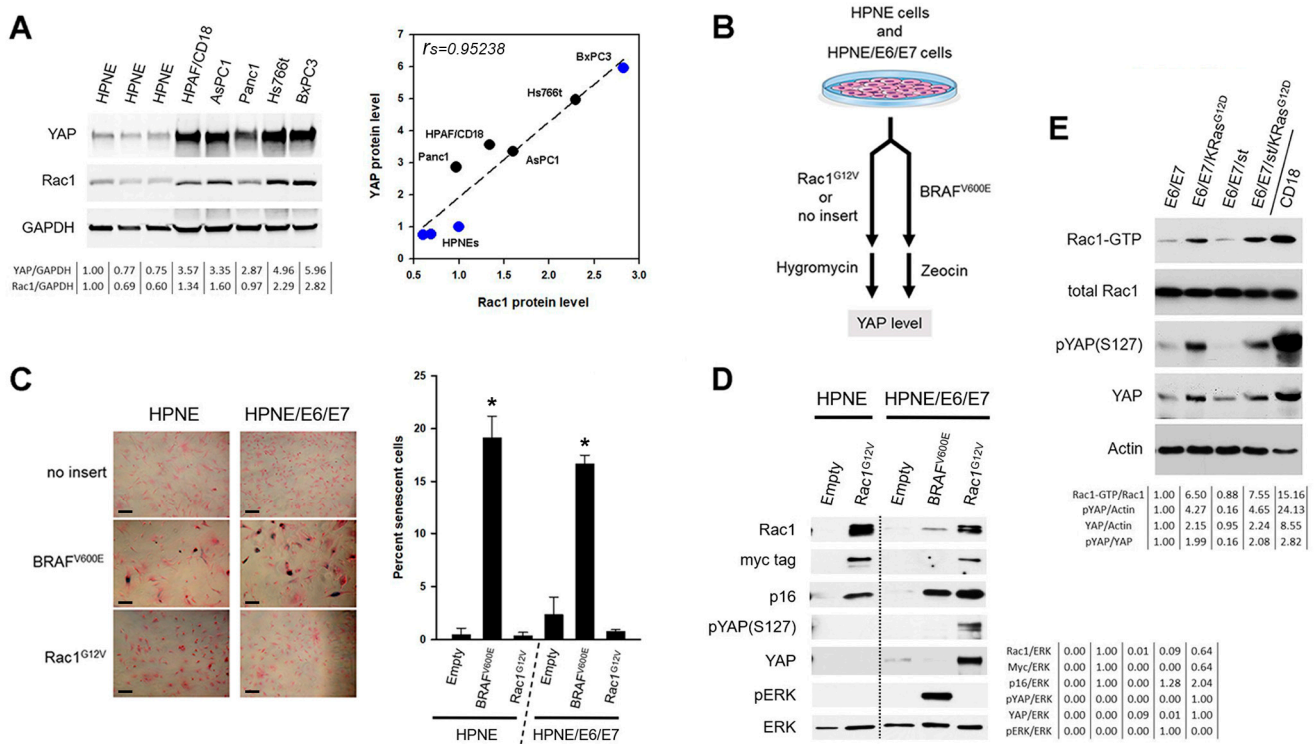 A
HPNE HPNE HPNE HPAF/CD18 AsPC1 Panc1 Hs766t BxPC3
YAP
Rac1
GAPDH
YAP/GAPDH 1.00 0.77 0.75 3.57 3.35 2.87 4.96 5.96
Rac1/GAPDH 1.00 0.69 0.60 1.34 1.60 0.97 2.29 2.82
rs=0.95238
YAP protein level
7
6
5
4
3
2
1
0
BxPC3
Hs766t
HPAF/CD18
AsPC1
Panc1
HPNEs
0.5 1.0 1.5 2.0 2.5 3.0
Rac1 protein level
B
HPNE cells
and
HPNE/E6/E7 cells
Rac1G12V
or
no insert
BRAFV600E
Hygromycin
Zeocin
YAP level
C
HPNE HPNE/E6/E7
no insert
BRAFV600E
Rac1G12V
Percent senescent cells
25
20
15
10
5
0
* *
Empty BRAFV600E Rac1G12V Empty BRAFV600E Rac1G12V
HPNE HPNE/E6/E7
D
HPNE HPNE/E6/E7
Empty Rac1G12V Empty BRAFV600E Rac1G12V
Rac1
myc tag
p16
pYAP(S127)
YAP
pERK
ERK
Rac1/ERK 0.00 1.00 0.01 0.09 0.64
Myc/ERK 0.00 1.00 0.00 0.00 0.64
p16/ERK 0.00 1.00 0.00 1.28 2.04
pYAP/ERK 0.00 0.00 0.00 0.00 1.00
YAP/ERK 0.00 0.00 0.09 0.01 1.00
pERK/ERK 0.00 0.00 0.00 1.00 0.00
E
E6/E7 E6/E7/KRasG12D E6/E7/st E6/E7/st/KRasG12D CD18
Rac1-GTP
total Rac1
pYAP(S127)
YAP
Actin
Rac1-GTP/Rac1 1.00 6.50 0.88 7.55 15.16
pYAP/Actin 1.00 4.27 0.16 4.65 24.13
YAP/Actin 1.00 2.15 0.95 2.24 8.55
pYAP/YAP 1.00 1.99 0.16 2.08 2.82